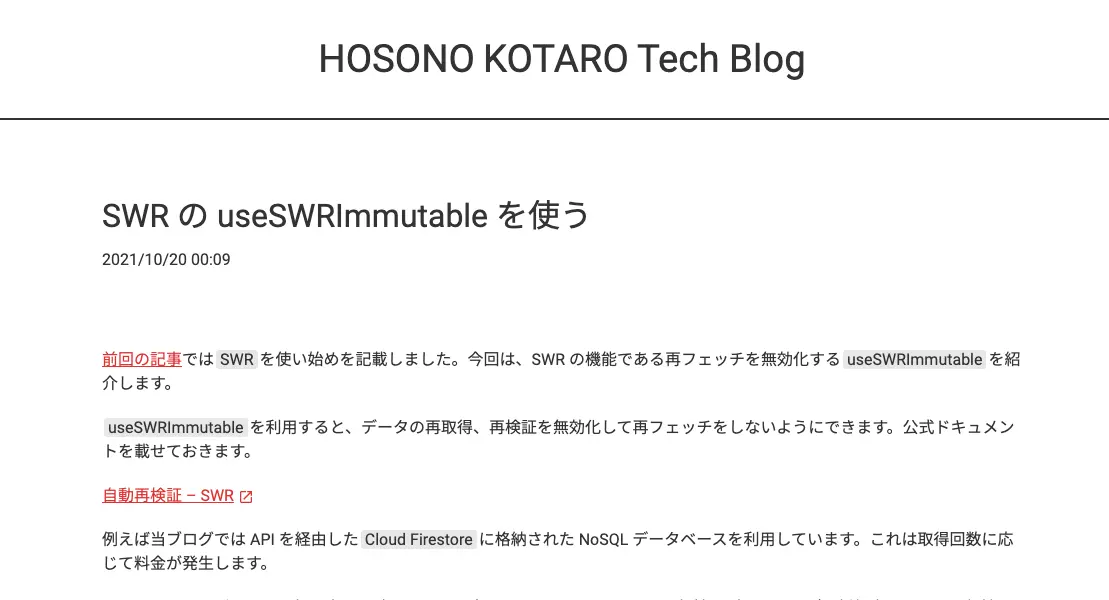 HOSONO KOTARO Tech Blog
SWR の useSWRImmutable を使う
2021/10/20 00:09
前回の記事では SWR を使い始めを記載しました。今回は、SWR の機能である再フェッチを無効化する useSWRImmutable を紹
介します。
useSWRImmutable を利用すると、データの再取得、再検証を無効化して再フェッチをしないようにできます。公式ドキュメン
トを載せておきます。
自動再検証 – SWR
例えば当ブログでは API を経由した Cloud Firestore に格納された NoSQL データベースを利用しています。これは取得回数に応
じて料金が発生します。